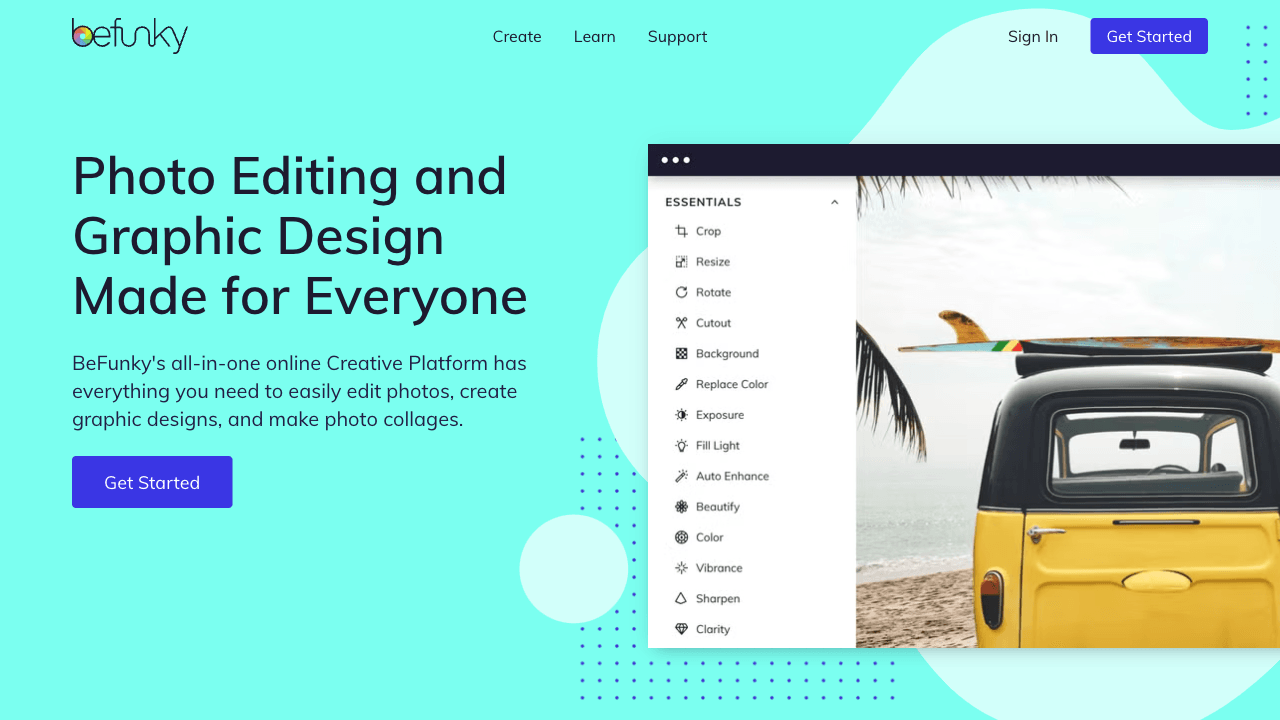 befunky
Create
Learn
Support
Sign In
Get Started
Photo Editing and
Graphic Design
Made for Everyone
BeFunky's all-in-one online Creative Platform has
everything you need to easily edit photos, create
graphic designs, and make photo collages.
Get Started
ESSENTIALS
Crop
Resize
Rotate
Cutout
Background
Replace Color
Exposure
Fill Light
Auto Enhance
Beautify
Color
Vibrance
Sharpen
Clarity